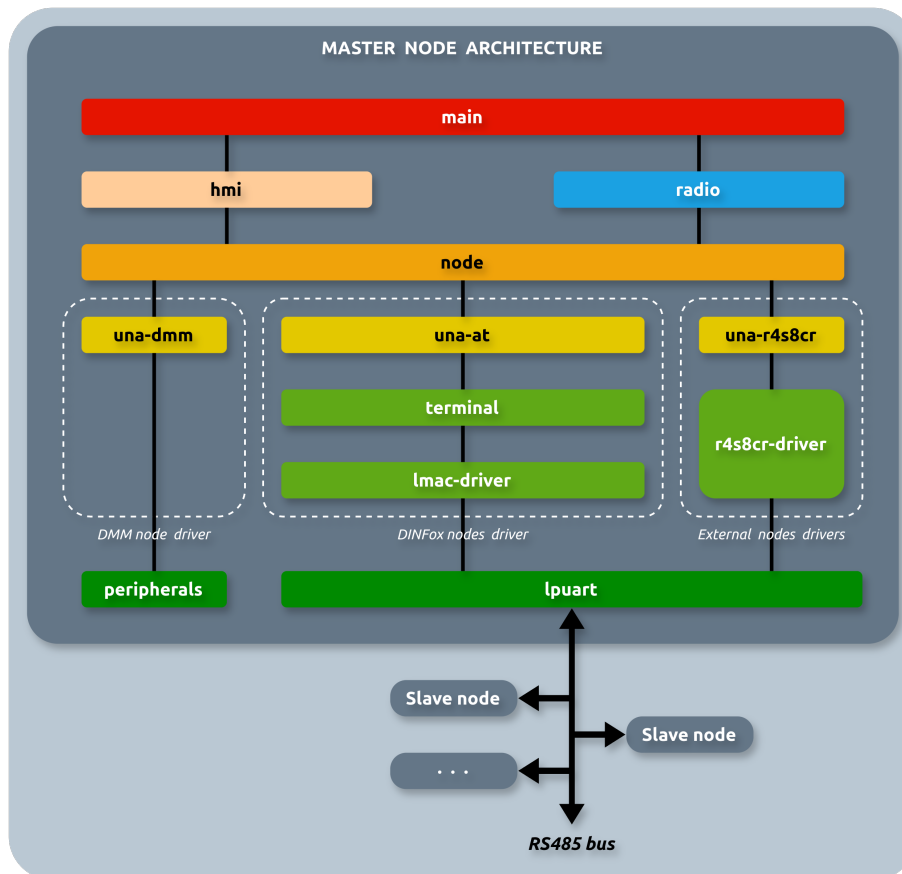 MASTER NODE ARCHITECTURE
main
hmi
radio
node
una-dmm
una-at
una-r4s8cr
terminal
r4s8cr-driver
lmac-driver
DMM node driver
DINFox nodes driver
External nodes drivers
peripherals
lpuart
Slave node
Slave node
. . .
RS485 bus